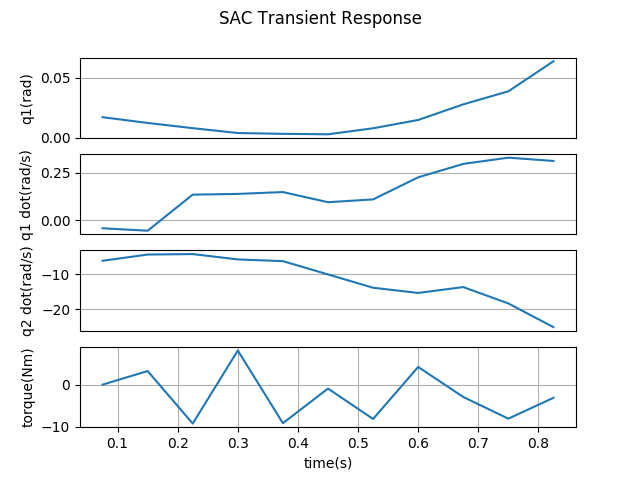 SAC Transient Response
q1(rad)
0.05
0.00
q1 dot(rad/s)
0.25
0.00
q2 dot(rad/s)
−10
−20
torque(Nm)
0
−10
0.1 0.2 0.3 0.4 0.5 0.6 0.7 0.8
time(s)